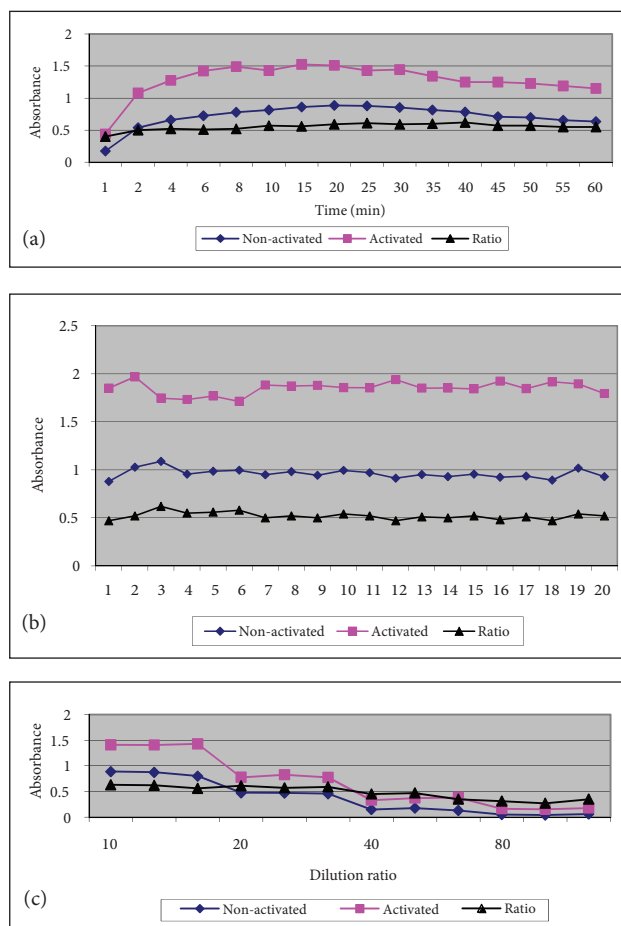 2
1.5
1
0.5
0
Absorbance
1 2 4 6 8 10 15 20 25 30 35 40 45 50 55 60
Time (min)
(a)
Non-activated Activated Ratio
2.5
2
1.5
1
0.5
0
Absorbance
1 2 3 4 5 6 7 8 9 10 11 12 13 14 15 16 17 18 19 20
(b)
Non-activated Activated Ratio
2
1.5
1
0.5
0
Absorbance
10 20 40 80
Dilution ratio
(c)
Non-activated Activated Ratio